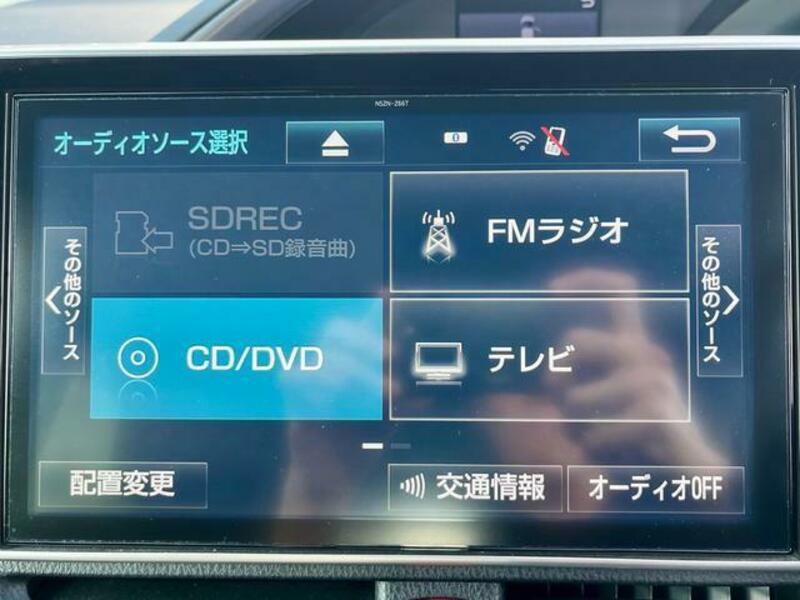 NSZN-Z66T
オーディオソース選択
SDREC
(CD⇒SD録音曲)
FMラジオ
その他のソース
その他のソース
CD/DVD
テレビ
配置変更
交通情報
オーディオOFF